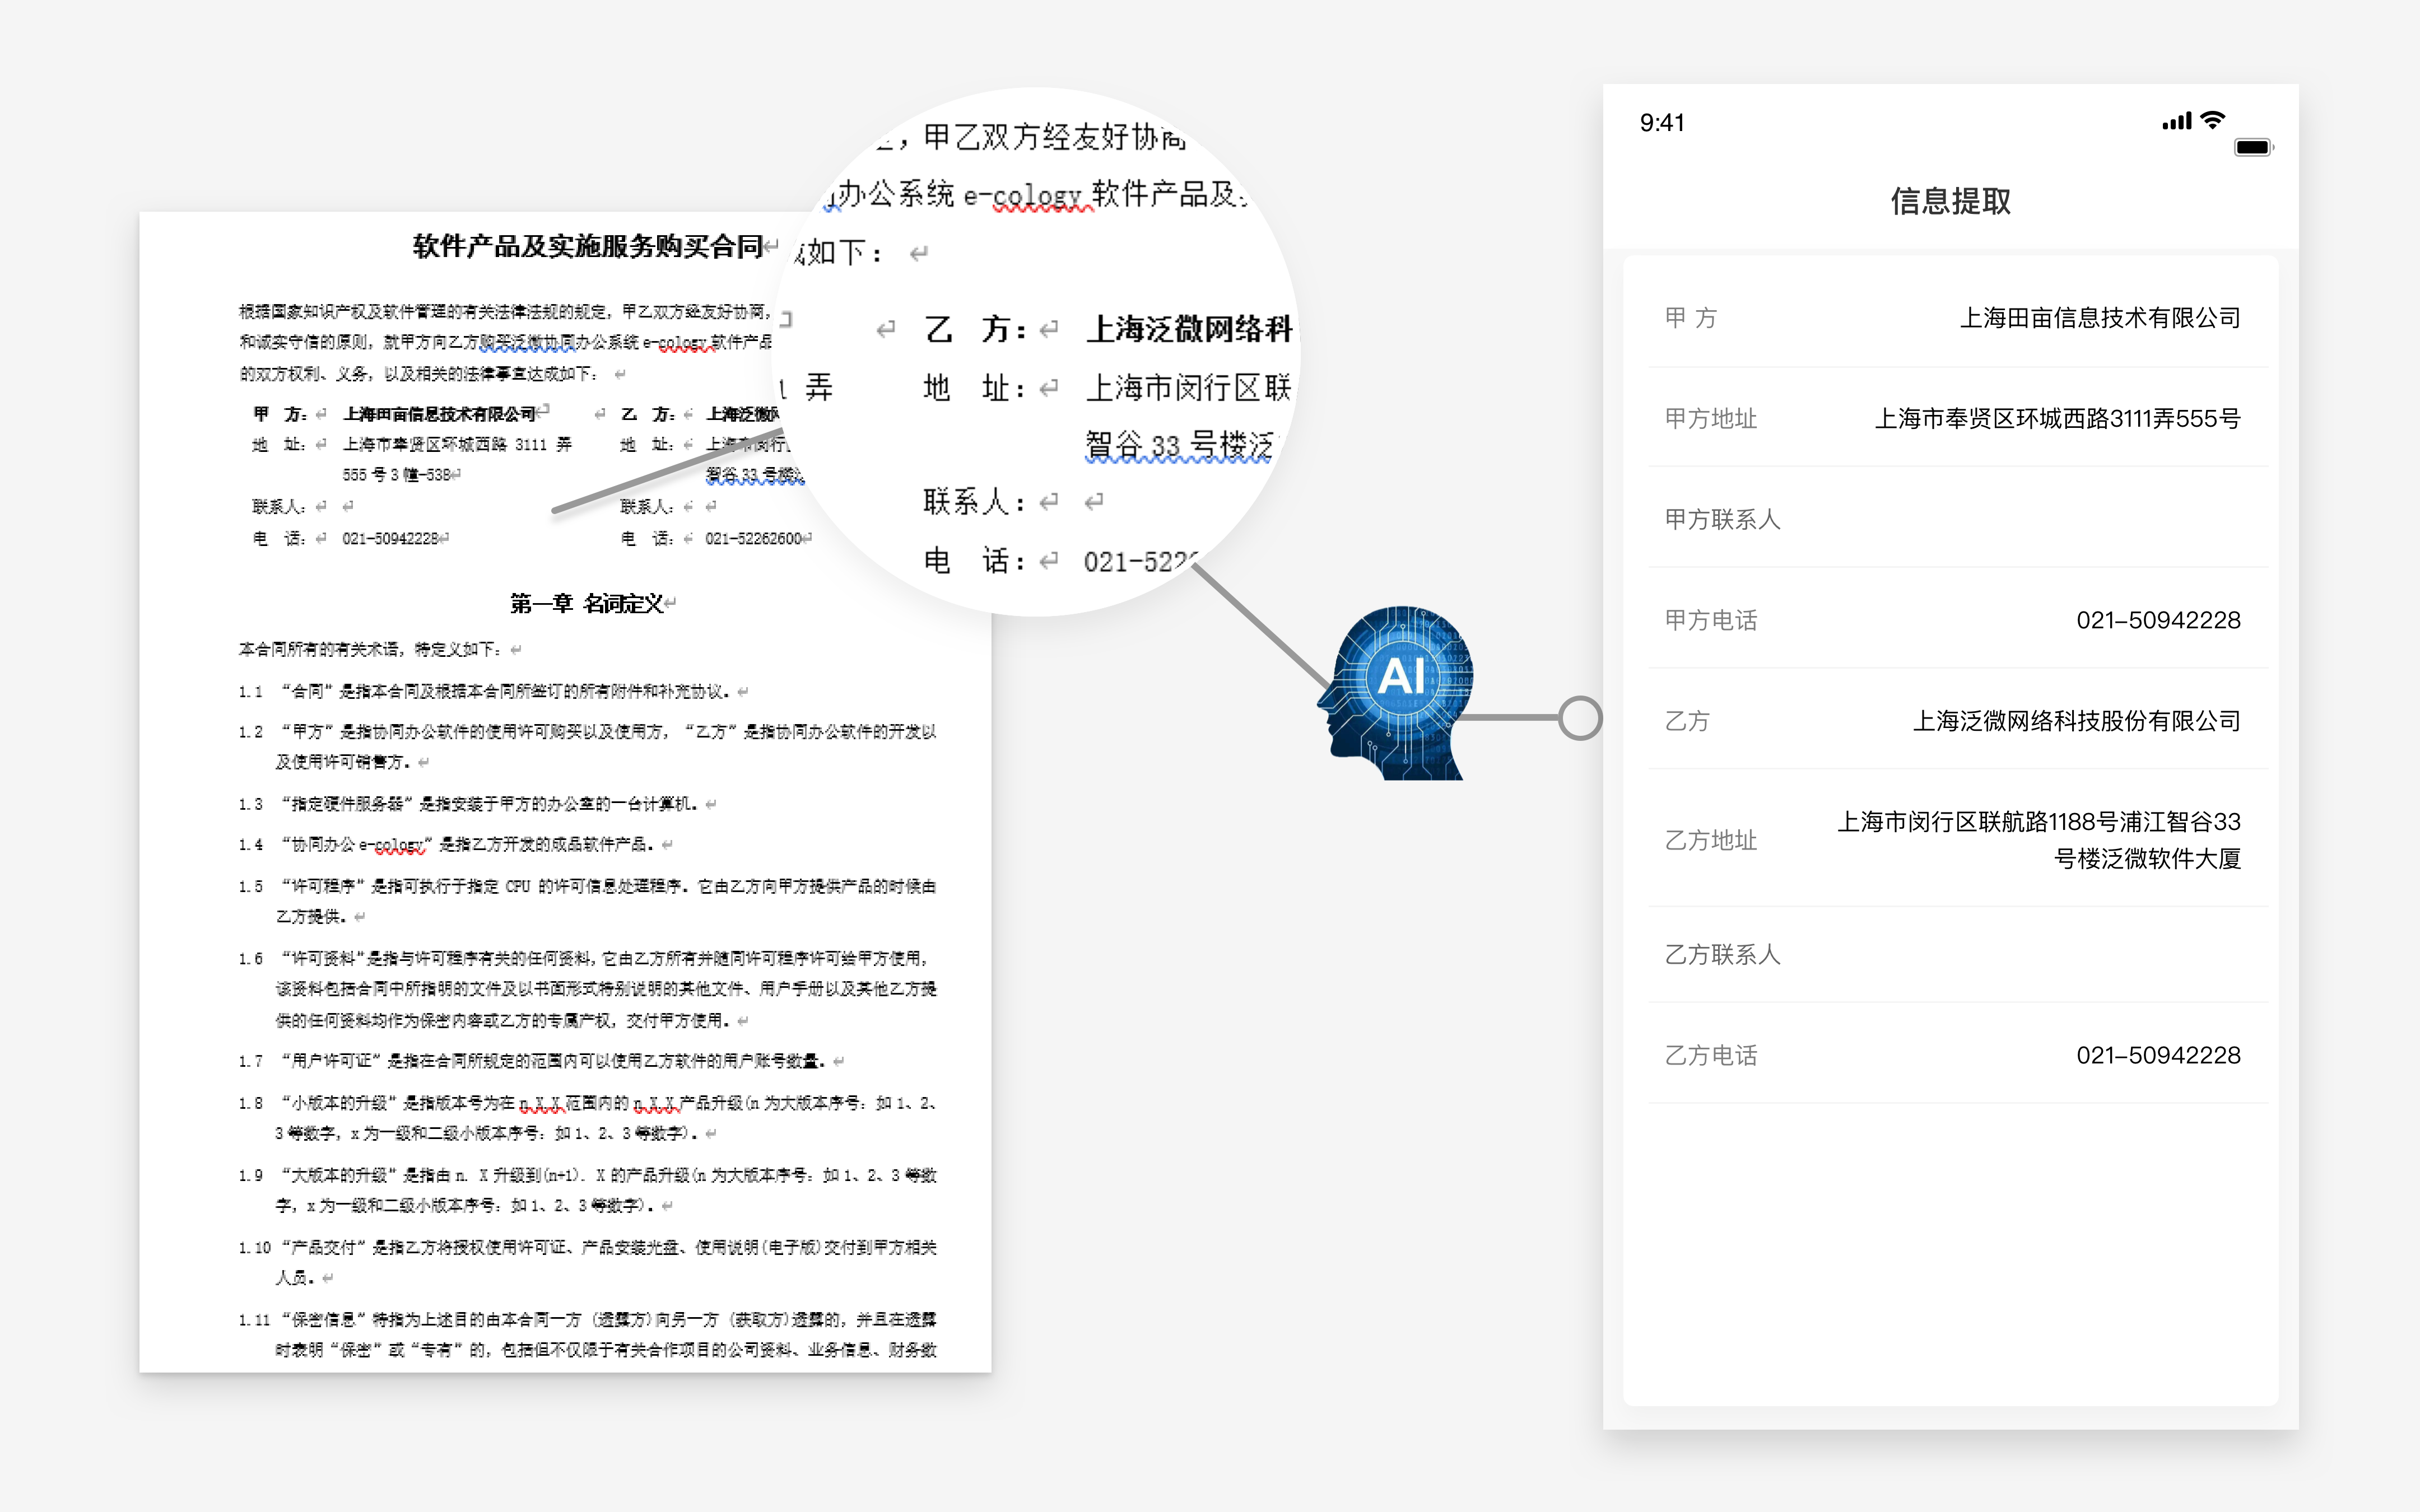 软件产品及实施服务购买合同
根据国家知识产权及软件管理的有关法律法规的规定，甲乙双方经友好协商，
和诚实守信的原则，就甲方向乙方购买泛微协同办公系统 e-cology 软件产品
的双方权利、义务，以及相关的法律事宜达成如下：
甲 方： 上海田亩信息技术有限公司 乙 方： 上海泛微
地 址： 上海市奉贤区环城西路 3111 弄 地 址： 上海市闵行
555 号 3 幢-538 智谷 33 号楼
联系人： 联系人：
电 话： 021-50942228 电 话： 021-52262600
第一章 名词定义
本合同所有的有关术语，特定义如下：
1.1 “合同”是指本合同及根据本合同所签订的所有附件和补充协议。
1.2 “甲方”是指协同办公软件的使用许可购买以及使用方，“乙方”是指协同办公软件的开发以
及使用许可销售方。
1.3 “指定硬件服务器”是指安装于甲方的办公室的一台计算机。
1.4 “协同办公 e-cology”是指乙方开发的成品软件产品。
1.5 “许可程序”是指可执行于指定 CPU 的许可信息处理程序。它由乙方向甲方提供产品的时候由
乙方提供。
1.6 “许可资料”是指与许可程序有关的任何资料，它由乙方所有并随同许可程序许可给甲方使用，
该资料包括合同中所指明的文件及以书面形式特别说明的其他文件、用户手册以及其他乙方提
供的任何资料均作为保密内容或乙方的专属产权，交付甲方使用。
1.7 “用户许可证”是指在合同所规定的范围内可以使用乙方软件的用户账号数量。
1.8 “小版本的升级”是指版本号为在 n.X.X 范围内的 n.X.X 产品升级(n 为大版本序号：如 1、2、
3 等数字，x 为一级和二级小版本序号：如 1、2、3 等数字)。
1.9 “大版本的升级”是指由 n. X 升级到(n+1). X 的产品升级(n 为大版本序号：如 1、2、3 等数
字，x 为一级和二级小版本序号：如 1、2、3 等数字)。
1.10 “产品交付”是指乙方将授权使用许可证、产品安装光盘、使用说明(电子版)交付到甲方相关
人员。
1.11 “保密信息”特指为上述目的由本合同一方 (透露方)向另一方 (获取方)透露的，并且在透露
时表明“保密”或“专有”的，包括但不仅限于有关合作项目的公司资料、业务信息、财务数
，甲乙双方经友好协商
办公系统 e-cology 软件产品及
成如下：
乙 方： 上海泛微网络科
弄 地 址： 上海市闵行区联
智谷 33 号楼泛
联系人：
电 话： 021-522
AI
9:41
信息提取
甲 方 上海田亩信息技术有限公司
甲方地址 上海市奉贤区环城西路3111弄555号
甲方联系人
甲方电话 021-50942228
乙方 上海泛微网络科技股份有限公司
乙方地址 上海市闵行区联航路1188号浦江智谷33
号楼泛微软件大厦
乙方联系人
乙方电话 021-50942228